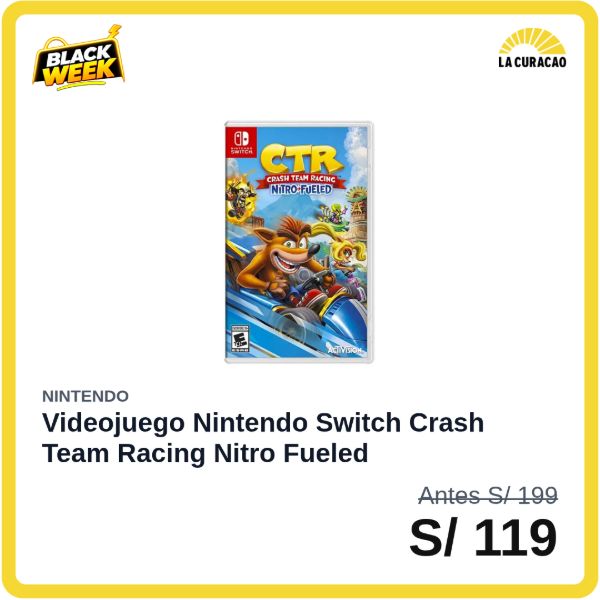 BLACK
WEEK
LA CURACAO
NINTENDO
SWITCH
CTR
CRASH TEAM RACING
NITRO-FUELED
ACTIVISION
NINTENDO
Videojuego Nintendo Switch Crash
Team Racing Nitro Fueled
Antes S/ 199
S/ 119